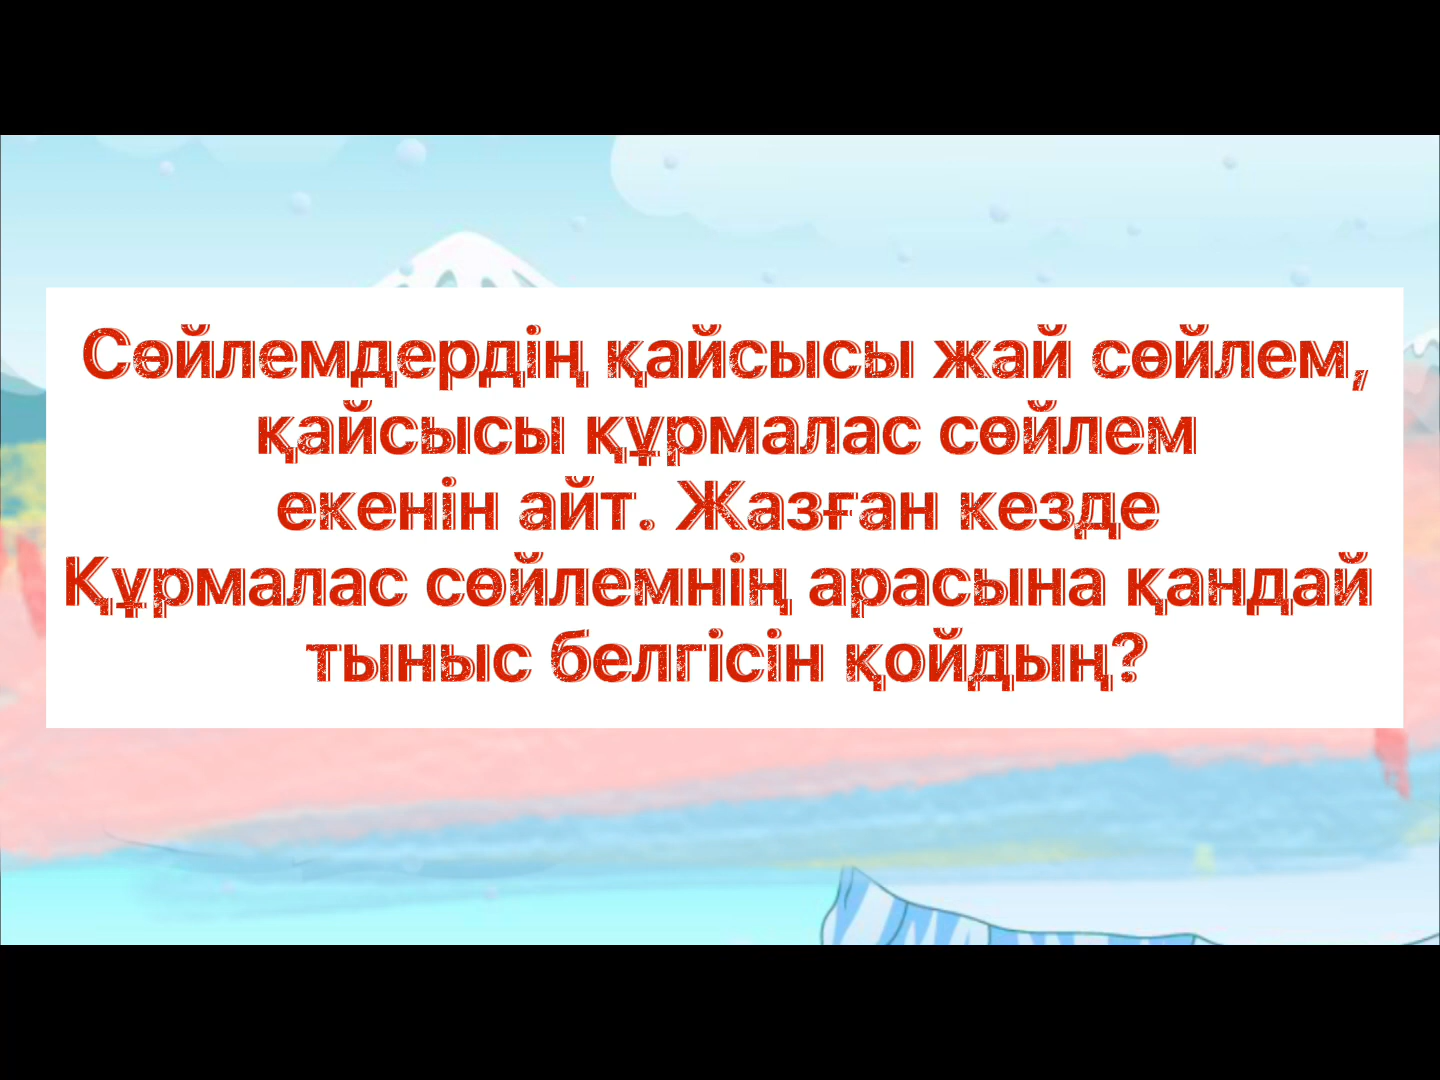 Сөйлемдердің қайсысы жай сөйлем,
қайсысы құрмалас сөйлем
екенін айт. Жазған кезде
Құрмалас сөйлемнің арасына қандай
тыныс белгісін қойдың?